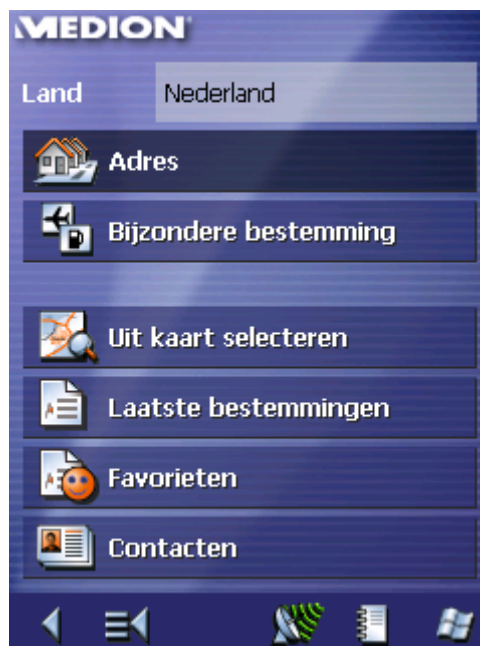 MEDION
Land Nederland
Adres
Bijzondere bestemming
Uit kaart selecteren
Laatste bestemmingen
Favorieten
Contacten